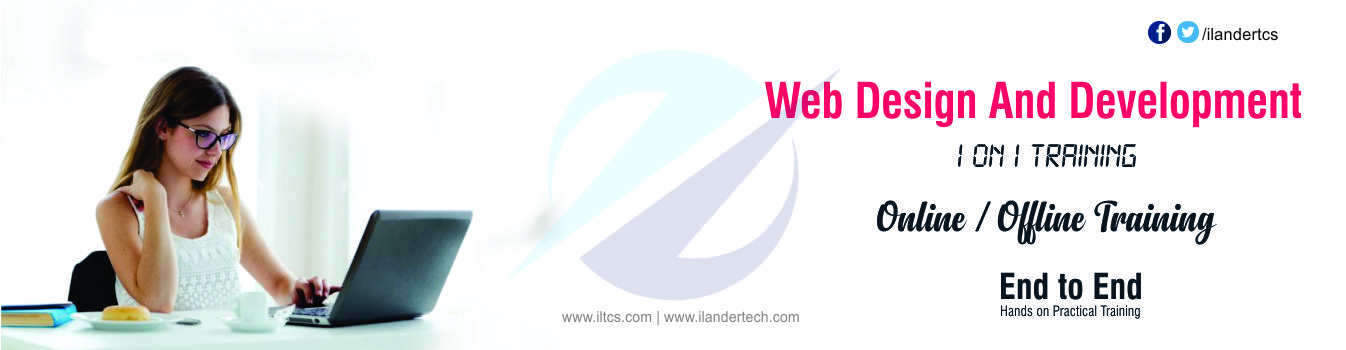 /ilandertcs
Web Design And Development
1 ON 1 TRAINING
Online / Offline Training
End to End
Hands on Practical Training
www.iltcs.com | www.ilandertech.com